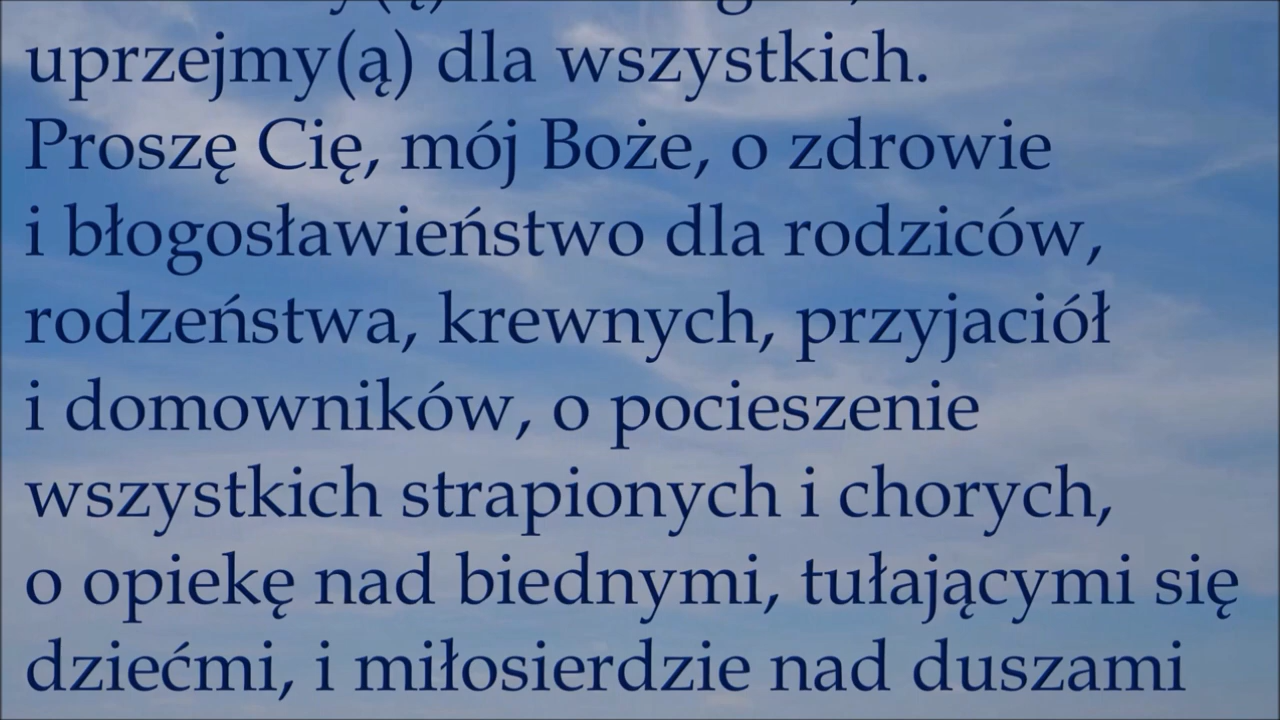 uprzejmy(ą) dla wszystkich.
Proszę Cię, mój Boże, o zdrowie
i błogosławieństwo dla rodziców,
rodzeństwa, krewnych, przyjaciół
i domowników, o pocieszenie
wszystkich strapionych i chorych,
o opiekę nad biednymi, tułającymi się
dziećmi, i miłosierdzie nad duszami